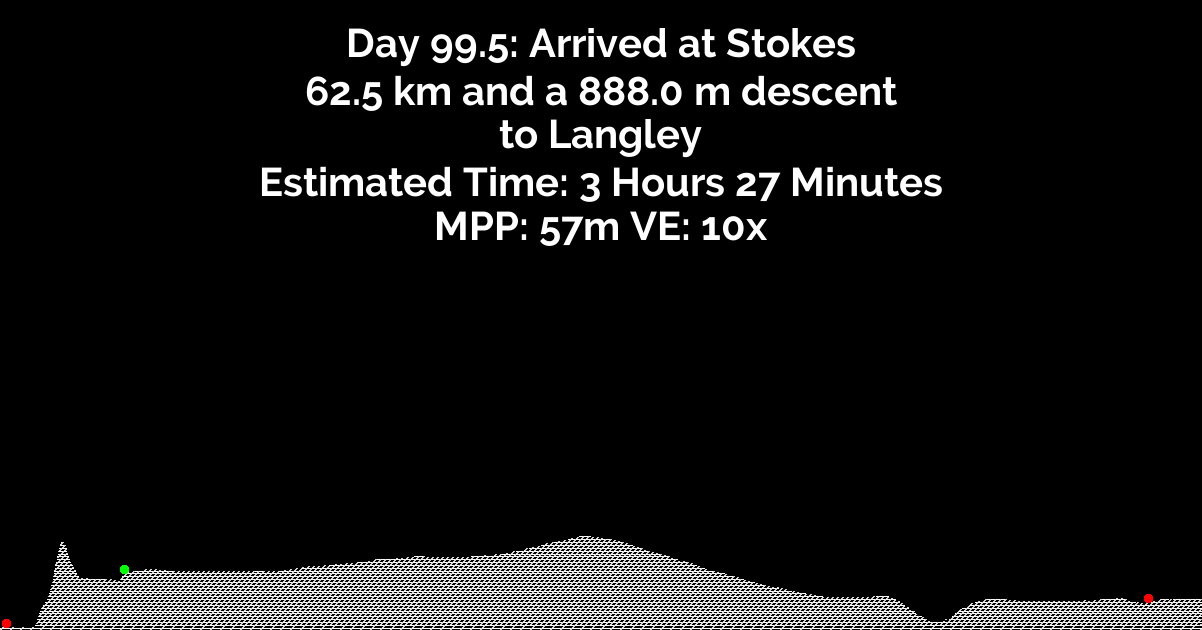 Day 99.5: Arrived at Stokes
62.5 km and a 888.0 m descent
to Langley
Estimated Time: 3 Hours 27 Minutes
MPP: 57m VE: 10x